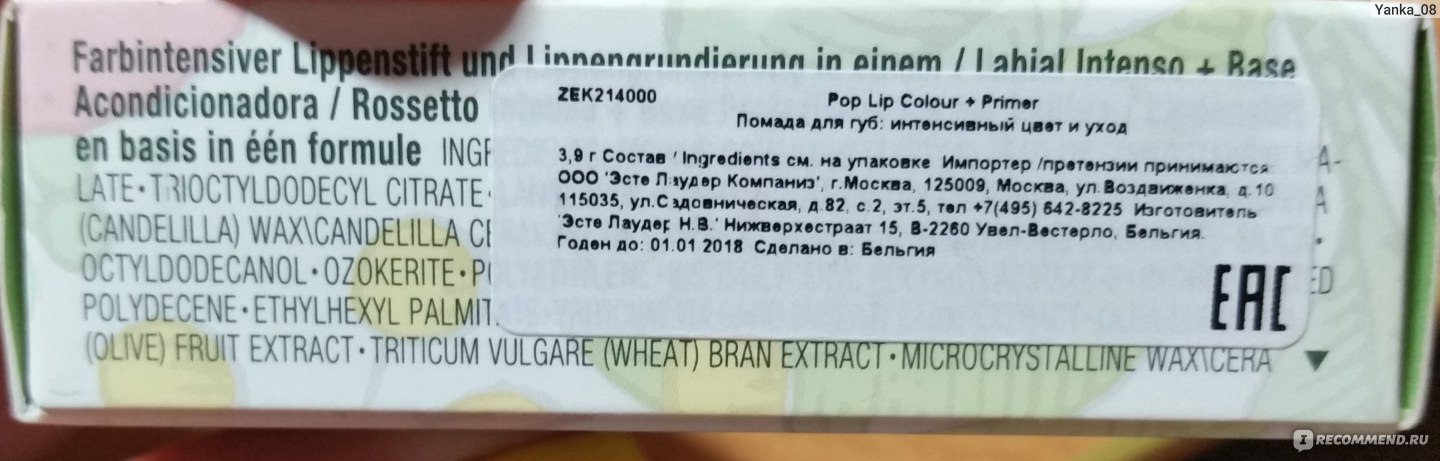 Yanka_08
Farbintensiver Lippenstift und Lippengrundierung in einem / Labial Intenso + Base
Acondicionadora / Rossetto
en basis in één formule INGR
LATE • TRIOCTYLDODECYL CITRATE •
(CANDELILLA) WAX\CANDELILLA CE
OCTYLDODECANOL • OZOKERITE • PO
POLYDECENE • ETHYLHEXYL PALMIT
(OLIVE) FRUIT EXTRACT • TRITICUM VULGARE (WHEAT) BRAN EXTRACT • MICROCRYSTALLINE WAX\CERA
ZEK214000
Pop Lip Colour + Primer
Помада для губ: интенсивный цвет и уход
3,9 г Состав / Ingredients см. на упаковке Импортер /претензии принимаются:
ООО 'Эсте Лаудер Компаниз', г.Москва, 125009, Москва, ул.Воздвиженка, д.10
115035, ул.Садовническая, д.82, с.2, эт.5, тел +7(495) 642-8225 Изготовитель
'Эсте Лаудер Н.В.' Нижверхестраат 15, В-2260 Увел-Вестерло, Бельгия.
Годен до: 01.01 2018 Сделано в: Бельгия
EAC
RECOMMEND.RU